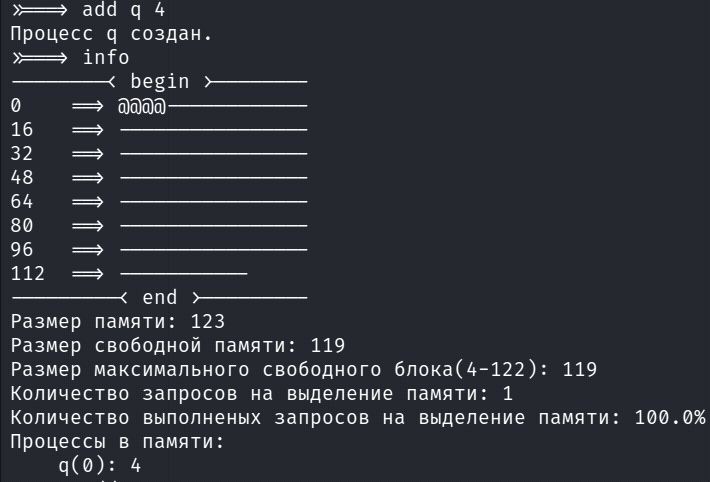 >>===> add q 4
Процесс q создан.
>>===> info
--------< begin >--------
0    ==> @@@@------------
16   ==> ----------------
32   ==> ----------------
48   ==> ----------------
64   ==> ----------------
80   ==> ----------------
96   ==> ----------------
112  ==> -----------
---------< end >---------
Размер памяти: 123
Размер свободной памяти: 119
Размер максимального свободного блока(4-122): 119
Количество запросов на выделение памяти: 1
Количество выполненых запросов на выделение памяти: 100.0%
Процессы в памяти:
    q(0): 4